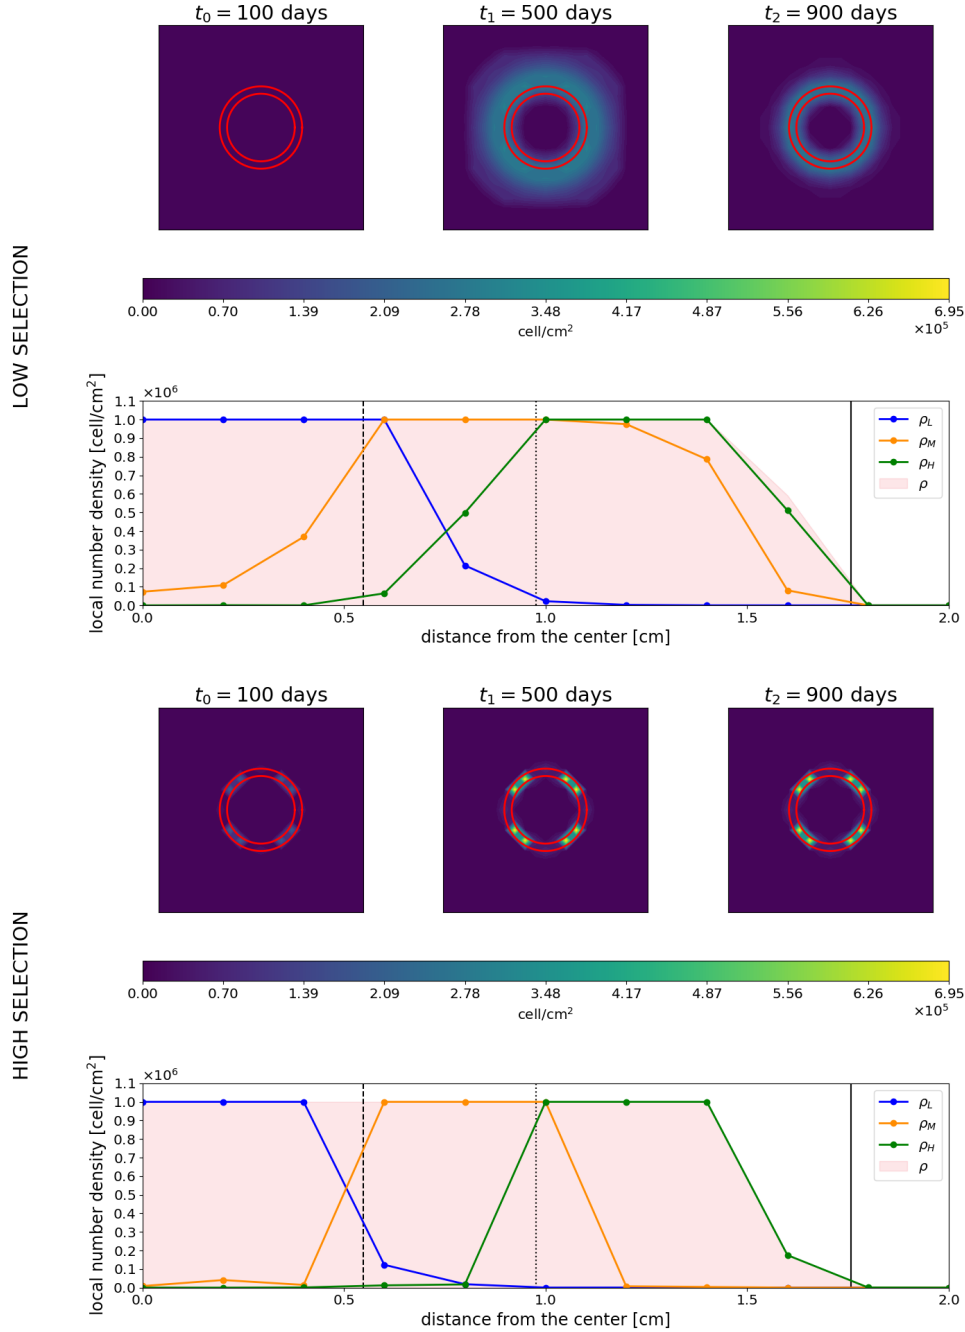 t₀ = 100 days t₁ = 500 days t₂ = 900 days
LOW SELECTION
0.00 0.70 1.39 2.09 2.78 3.48 4.17 4.87 5.56 6.26 6.95
×10⁵
cell/cm²
×10⁶
local number density [cell/cm²]
1.1
1.0
0.9
0.8
0.7
0.6
0.5
0.4
0.3
0.2
0.1
0.0
ρ_L
ρ_M
ρ_H
ρ
0.0 0.5 1.0 1.5 2.0
distance from the center [cm]
t₀ = 100 days t₁ = 500 days t₂ = 900 days
HIGH SELECTION
0.00 0.70 1.39 2.09 2.78 3.48 4.17 4.87 5.56 6.26 6.95
×10⁵
cell/cm²
×10⁶
local number density [cell/cm²]
1.1
1.0
0.9
0.8
0.7
0.6
0.5
0.4
0.3
0.2
0.1
0.0
ρ_L
ρ_M
ρ_H
ρ
0.0 0.5 1.0 1.5 2.0
distance from the center [cm]